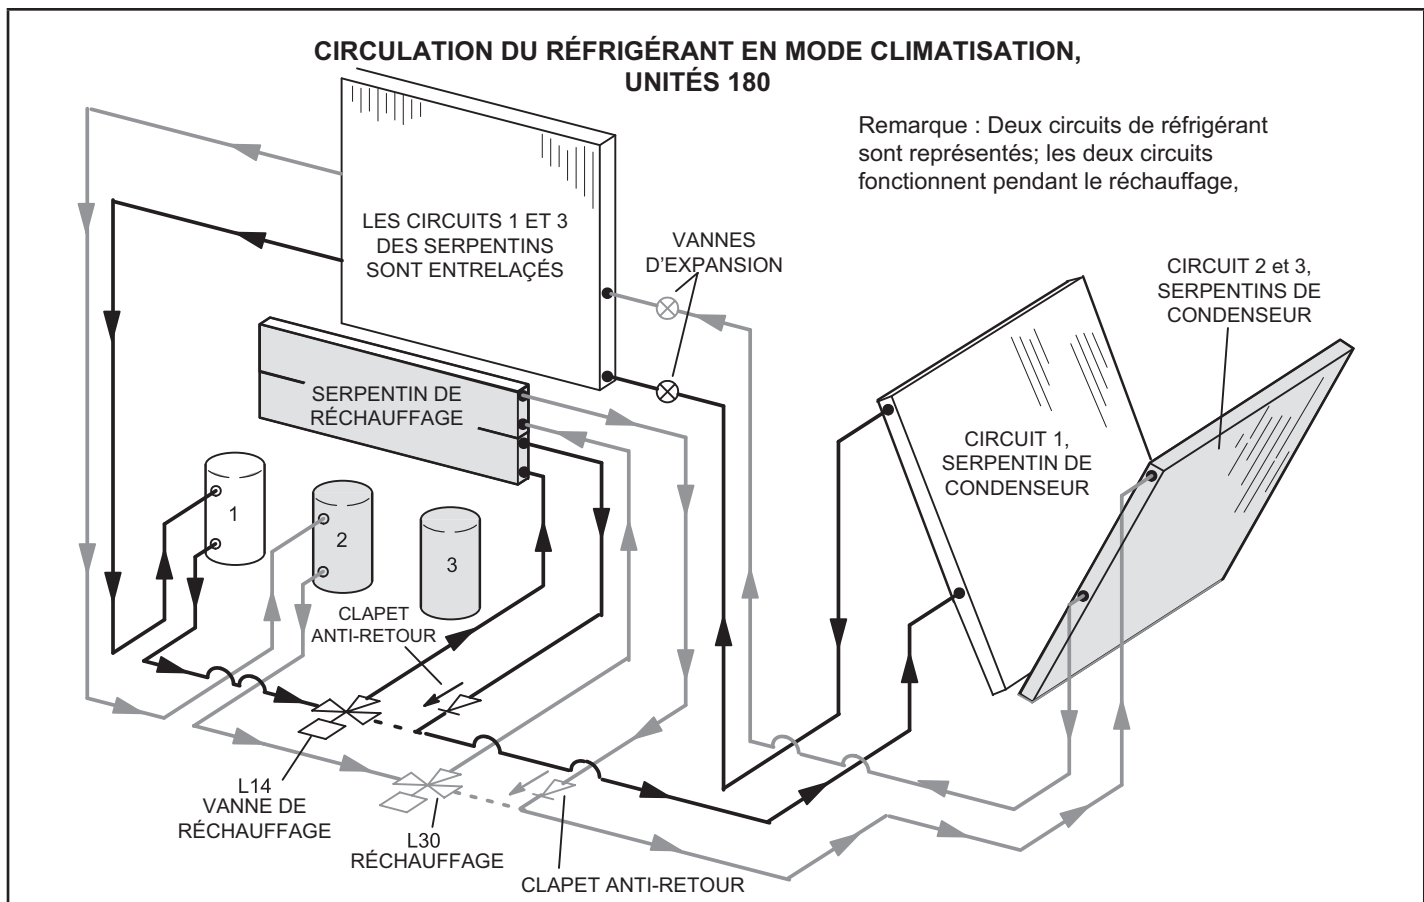 CIRCULATION DU RÉFRIGÉRANT EN MODE CLIMATISATION,
UNITÉS 180
Remarque : Deux circuits de réfrigérant
sont représentés; les deux circuits
fonctionnent pendant le réchauffage,
LES CIRCUITS 1 ET 3
DES SERPENTINS
SONT ENTRELAÇÉS
VANNES
D'EXPANSION
CIRCUIT 2 et 3,
SERPENTINS DE
CONDENSEUR
SERPENTIN DE
RÉCHAUFFAGE
CIRCUIT 1,
SERPENTIN DE
CONDENSEUR
1
2
3
CLAPET
ANTI-RETOUR
L14
VANNE DE
RÉCHAUFFAGE
L30
RÉCHAUFFAGE
CLAPET ANTI-RETOUR